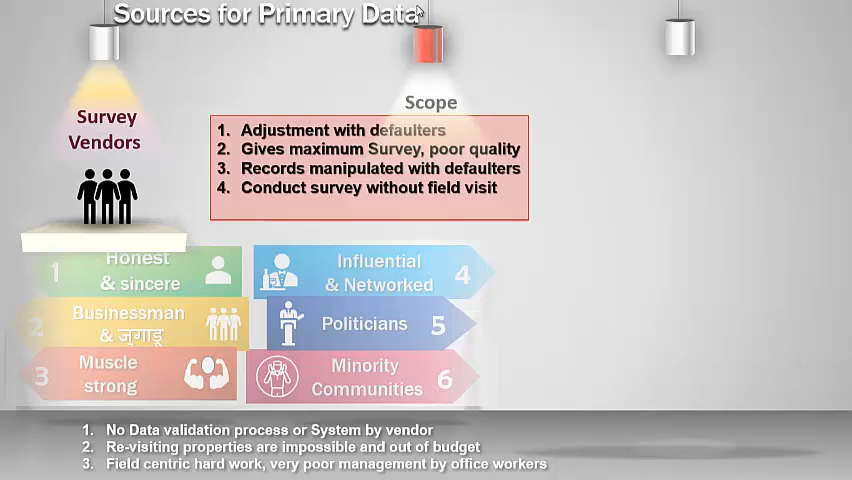 Sources for Primary Data
Survey
Vendors
Scope
1. Adjustment with defaulters
2. Gives maximum Survey, poor quality
3. Records manipulated with defaulters
4. Conduct survey without field visit
1 Honest
& sincere
Influential
& Networked 4
2 Businessman
& जुगाड़ू
Politicians 5
3 Muscle
strong
Minority
Communities 6
1. No Data validation process or System by vendor
2. Re-visiting properties are impossible and out of budget
3. Field centric hard work, very poor management by office workers